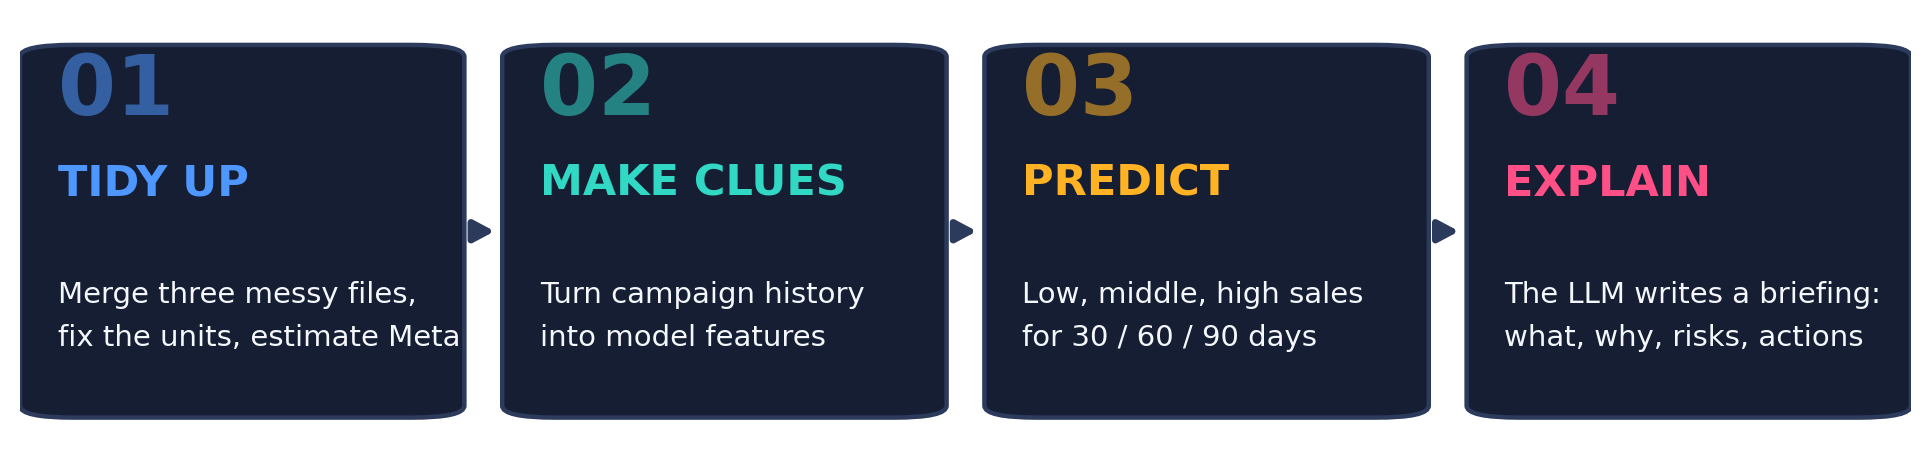 01
TIDY UP
Merge three messy files,
fix the units, estimate Meta
02
MAKE CLUES
Turn campaign history
into model features
03
PREDICT
Low, middle, high sales
for 30 / 60 / 90 days
04
EXPLAIN
The LLM writes a briefing:
what, why, risks, actions